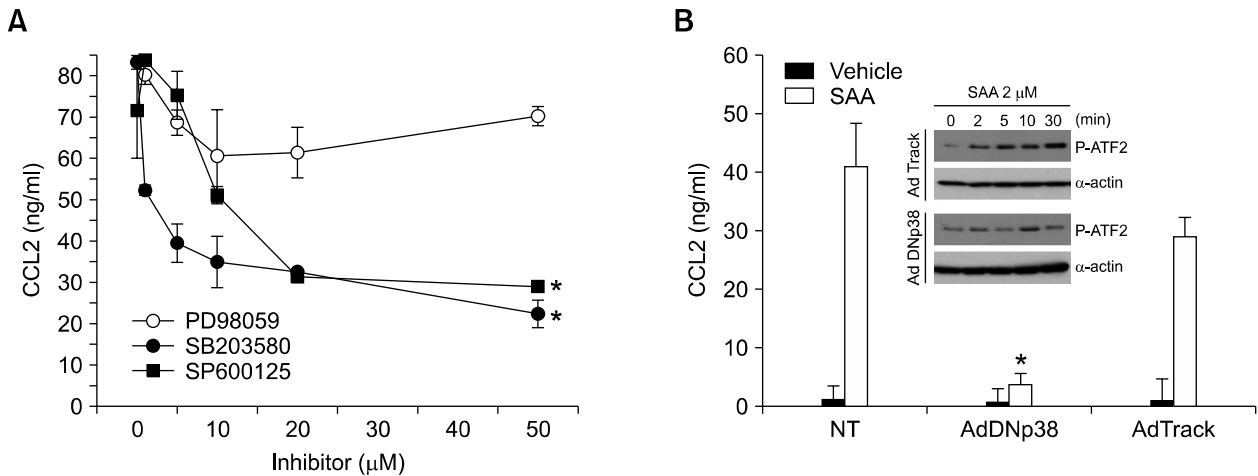 A
CCL2 (ng/ml)
80
70
60
50
40
30
20
10
0
PD98059
SB203580
SP600125
*
*
0 10 20 30 40 50
Inhibitor (μM)
B
CCL2 (ng/ml)
60
50
40
30
20
10
0
Vehicle
SAA
SAA 2 μM
0 2 5 10 30 (min)
Ad Track
P-ATF2
α-actin
Ad DNp38
P-ATF2
α-actin
*
NT AdDNp38 AdTrack